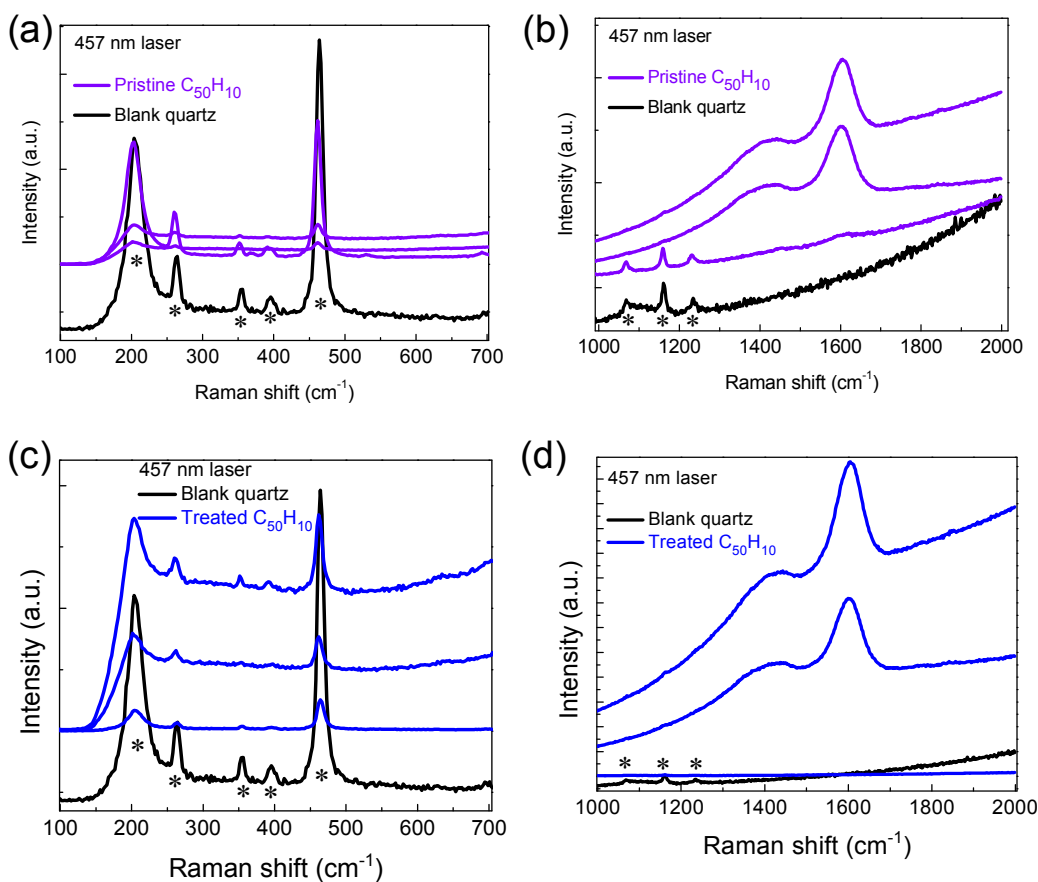 (a)
457 nm laser
Pristine C₅₀H₁₀
Blank quartz
Intensity (a.u.)
* * * * *
100 200 300 400 500 600 700
Raman shift (cm⁻¹)
(b)
457 nm laser
Pristine C₅₀H₁₀
Blank quartz
Intensity (a.u.)
* * *
1000 1200 1400 1600 1800 2000
Raman shift (cm⁻¹)
(c)
457 nm laser
Blank quartz
Treated C₅₀H₁₀
Intensity (a.u.)
* * * * *
100 200 300 400 500 600 700
Raman shift (cm⁻¹)
(d)
457 nm laser
Blank quartz
Treated C₅₀H₁₀
Intensity (a.u.)
* * *
1000 1200 1400 1600 1800 2000
Raman shift (cm⁻¹)